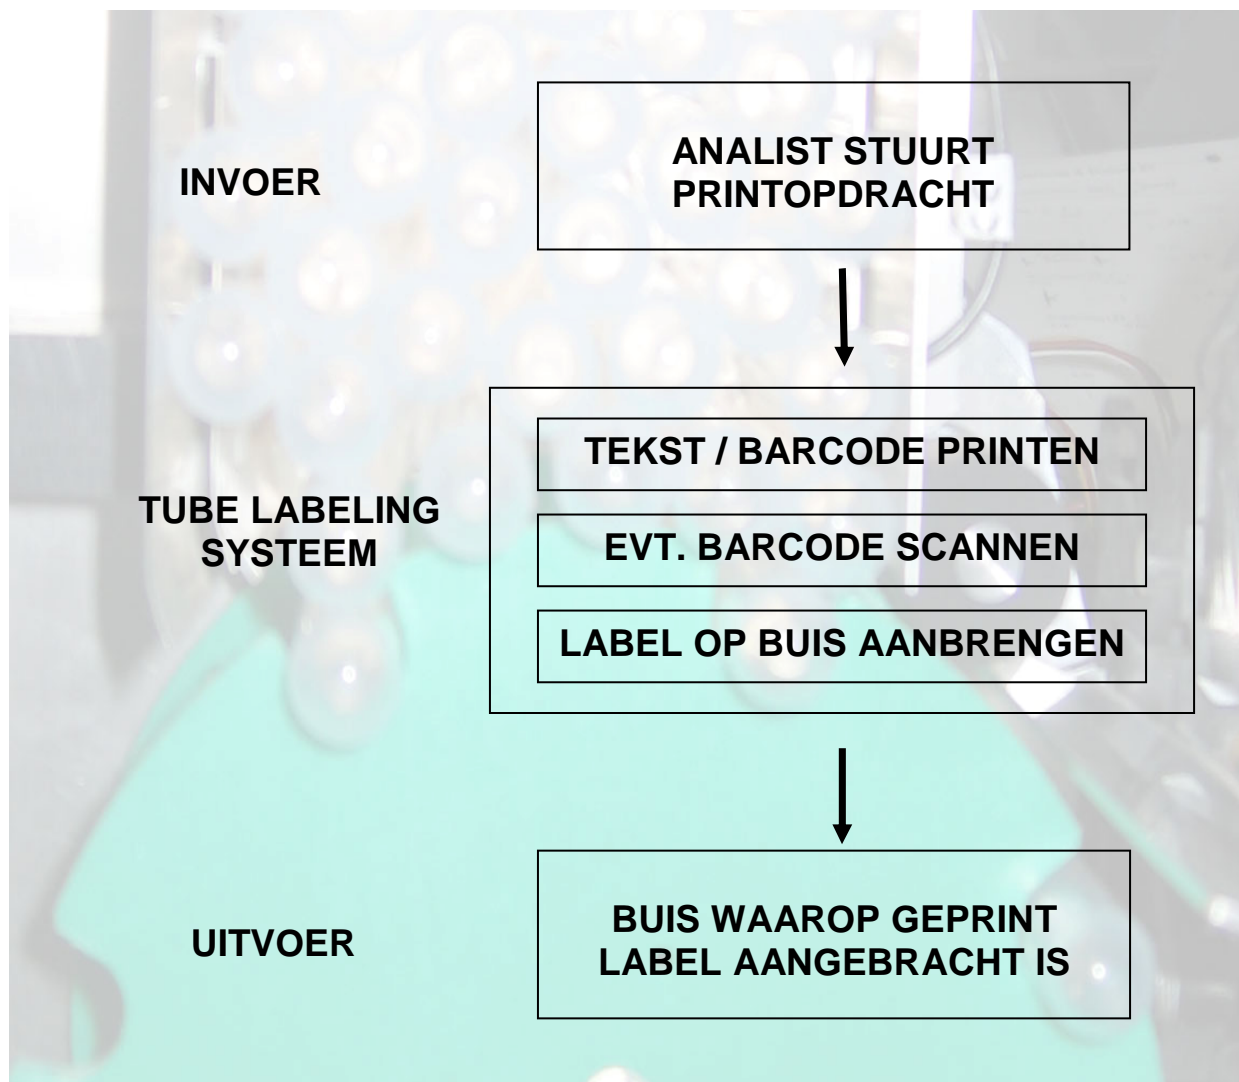 INVOER
ANALIST STUURT
PRINTOPDRACHT
TUBE LABELING
SYSTEEM
TEKST / BARCODE PRINTEN
EVT. BARCODE SCANNEN
LABEL OP BUIS AANBRENGEN
UITVOER
BUIS WAAROP GEPRINT
LABEL AANGEBRACHT IS